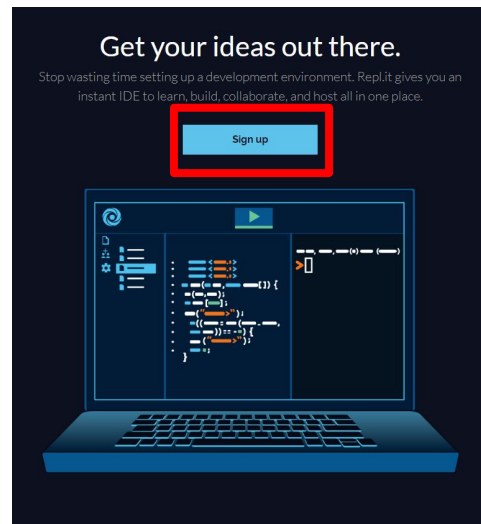 Get your ideas out there.
Stop wasting time setting up a development environment. Repl.it gives you an
instant IDE to learn, build, collaborate, and host all in one place.
Sign up